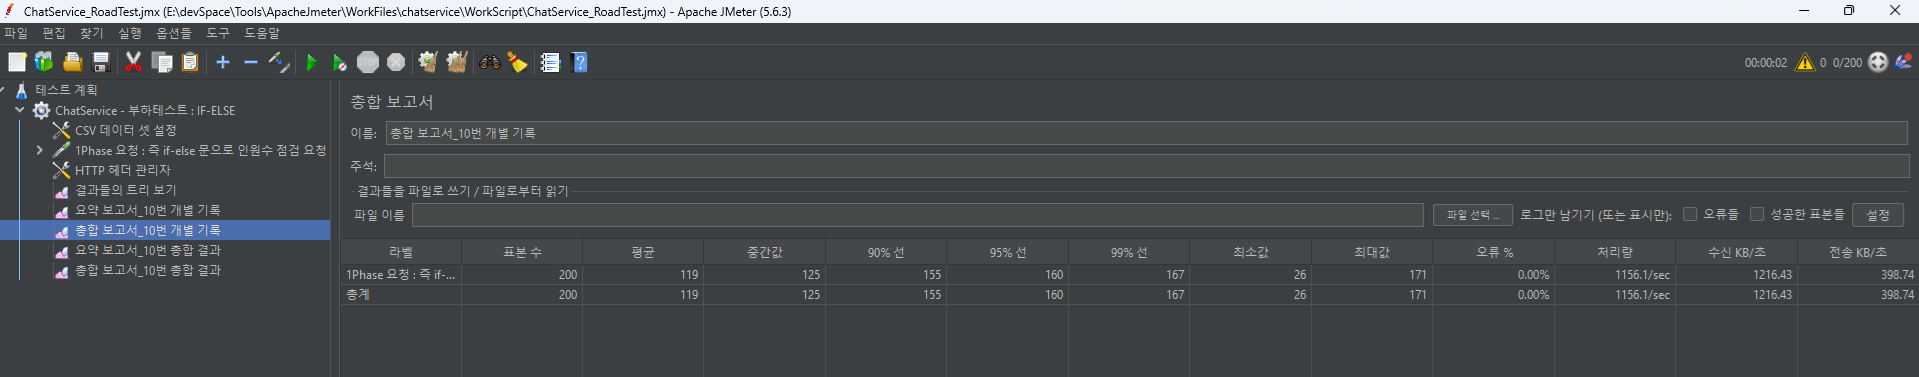 ChatService_RoadTest.jmx (E:\devSpace\Tools\ApacheJmeter\WorkFiles\chatservice\WorkScript\ChatService_RoadTest.jmx) - Apache JMeter (5.6.3)
파일 편집 찾기 실행 옵션들 도구 도움말
STOP 00:00:02 0 0/200
테스트 계획
ChatService - 부하테스트 : IF-ELSE
CSV 데이터 셋 설정
1Phase 요청 : 즉 if-else 문으로 인원수 점검 요청
HTTP 헤더 관리자
결과들의 트리 보기
요약 보고서_10번 개별 기록
총합 보고서_10번 개별 기록
요약 보고서_10번 총합 결과
총합 보고서_10번 총합 결과
총합 보고서
이름: 총합 보고서_10번 개별 기록
주석:
결과들을 파일로 쓰기 / 파일로부터 읽기
파일 이름 파일 선택... 로그만 남기기 (또는 표시만): 오류들 성공한 표본들 설정
라벨 표본 수 평균 중간값 90% 선 95% 선 99% 선 최소값 최대값 오류 % 처리량 수신 KB/초 전송 KB/초
1Phase 요청 : 즉 if-... 200 119 125 155 160 167 26 171 0.00% 1156.1/sec 1216.43 398.74
총계 200 119 125 155 160 167 26 171 0.00% 1156.1/sec 1216.43 398.74